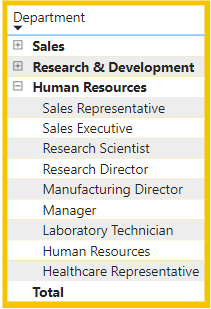 Department
Sales
Research & Development
Human Resources
Sales Representative
Sales Executive
Research Scientist
Research Director
Manufacturing Director
Manager
Laboratory Technician
Human Resources
Healthcare Representative
Total